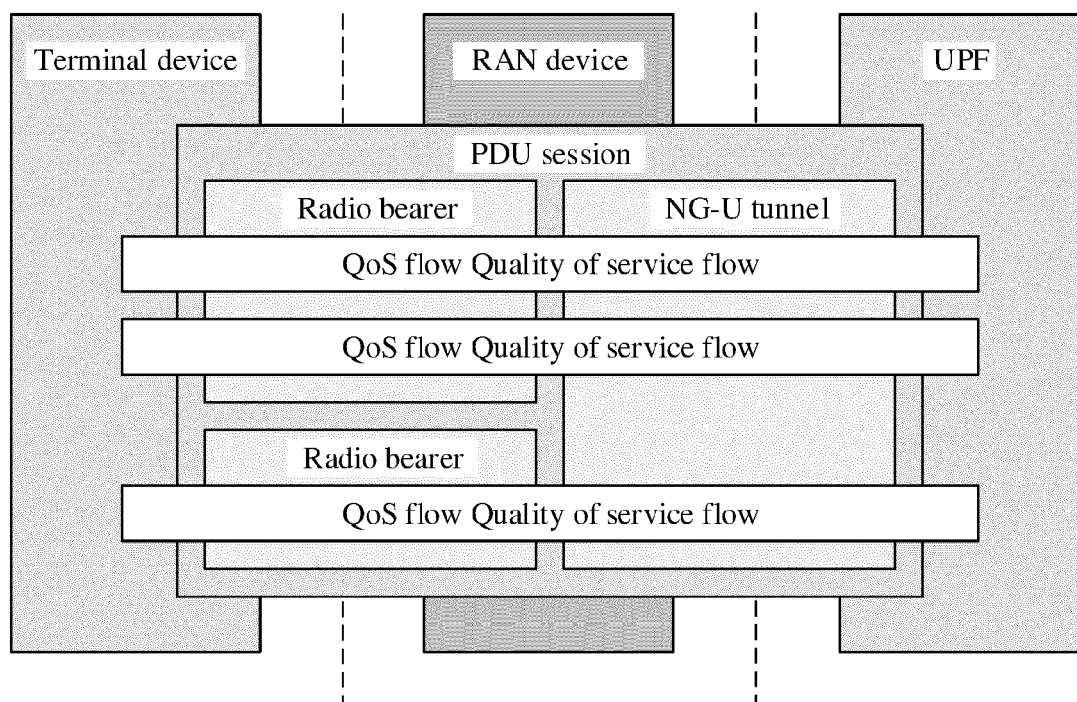 Terminal device
RAN device
UPF
PDU session
Radio bearer
NG-U tunnel
QoS flow Quality of service flow
QoS flow Quality of service flow
Radio bearer
QoS flow Quality of service flow